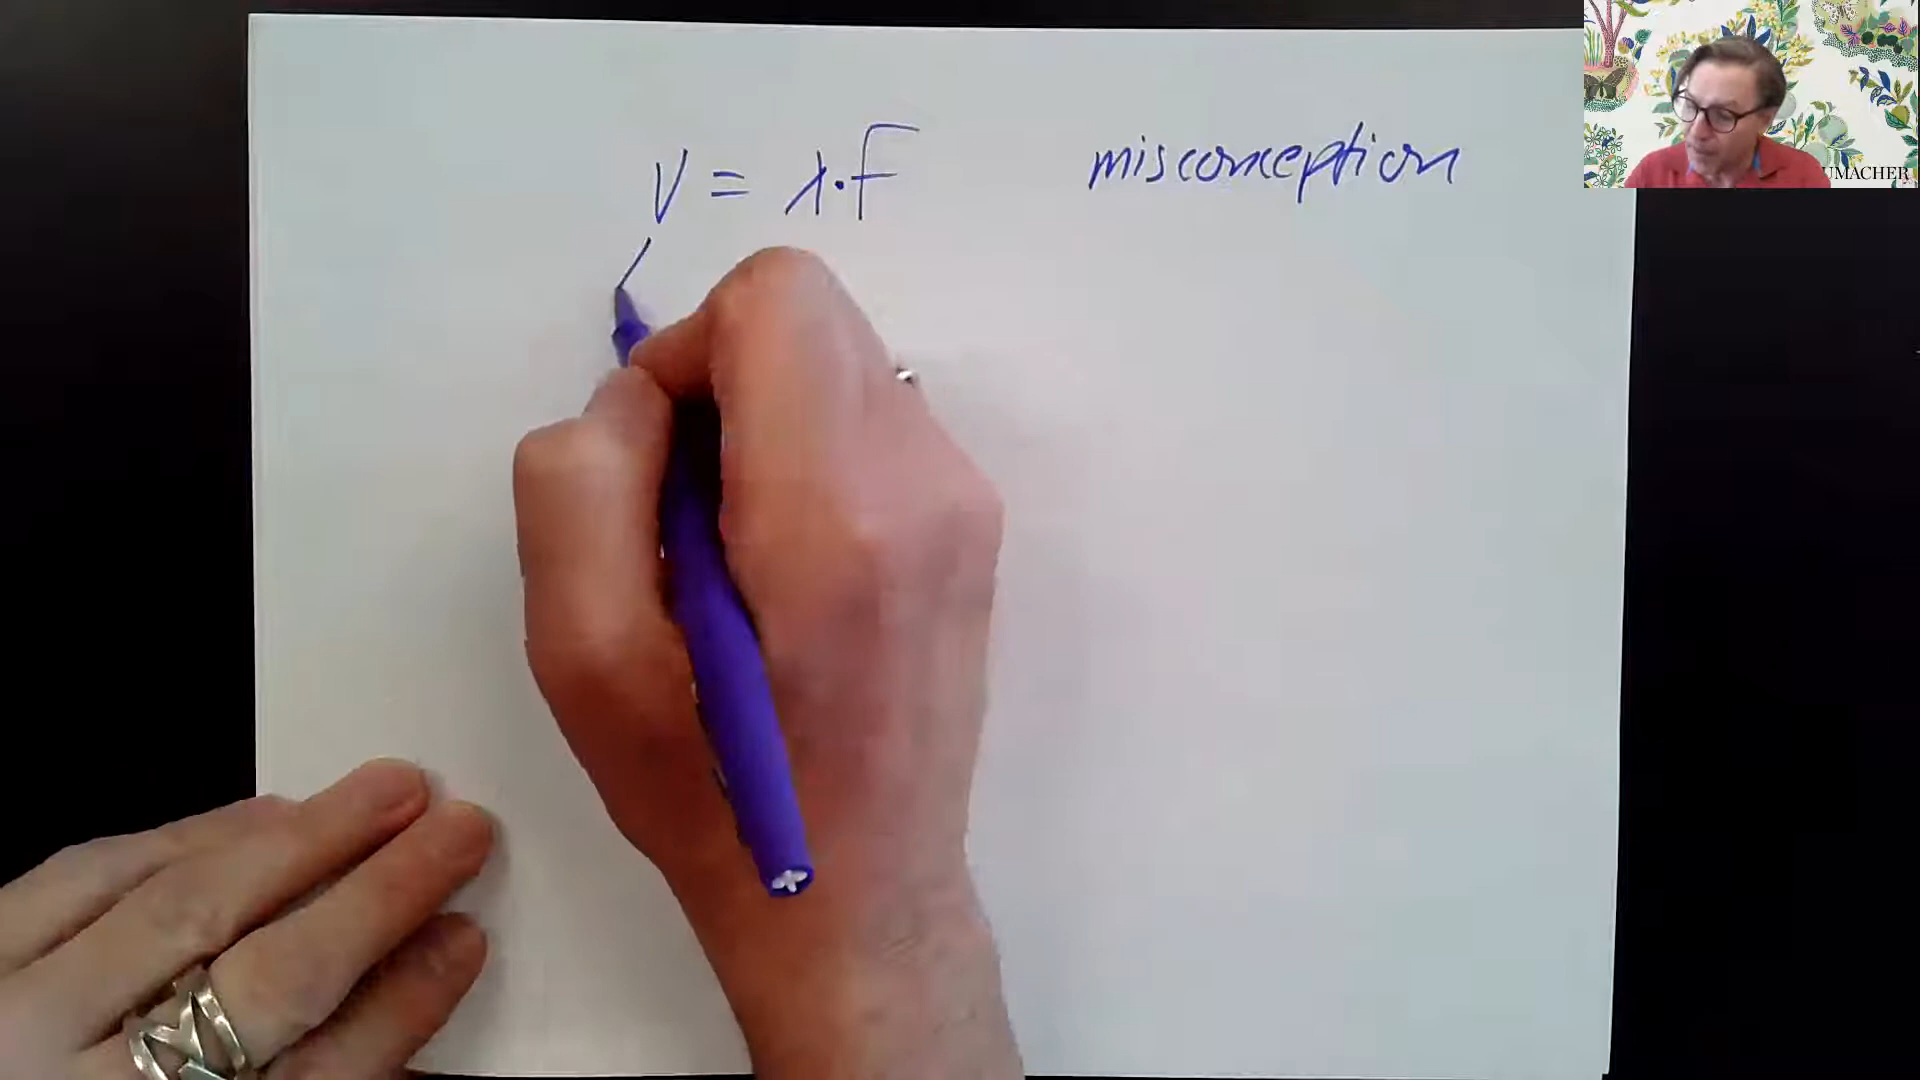 v = λ·F misconception
UMACHER